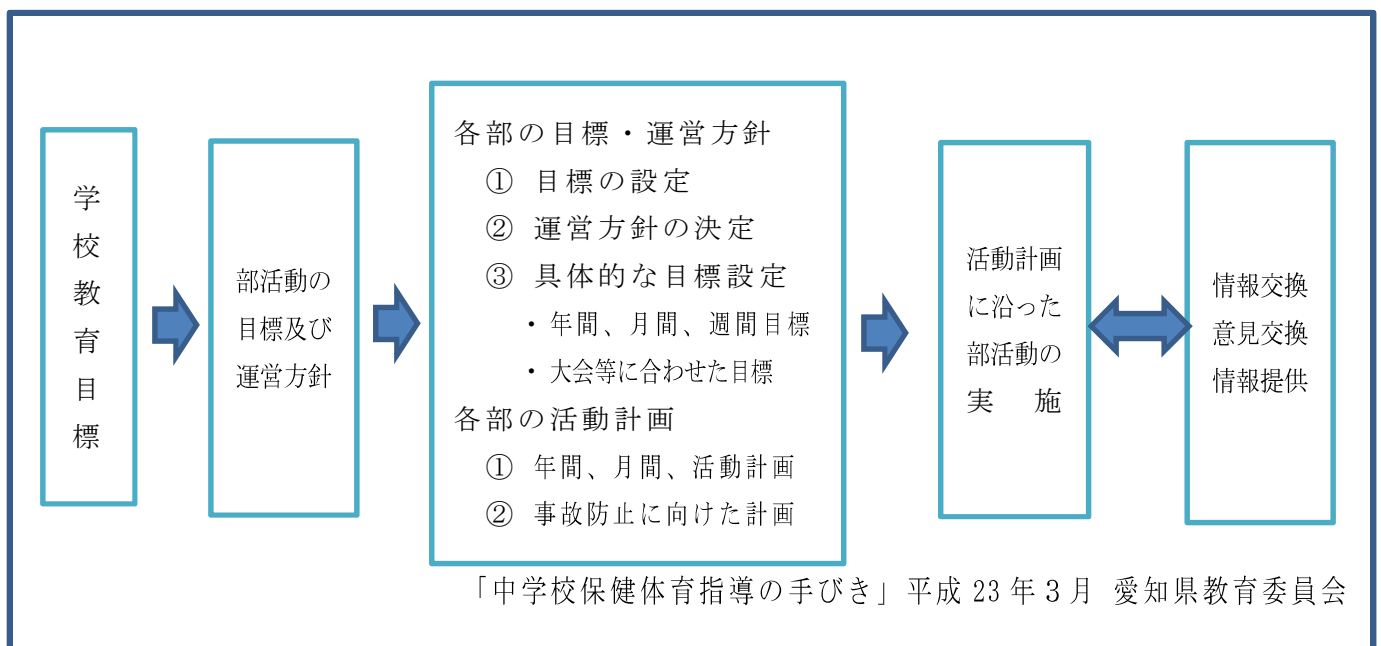 学校教育目標
部活動の
目標及び
運営方針
各部の目標・運営方針
① 目標の設定
② 運営方針の決定
③ 具体的な目標設定
・年間、月間、週間目標
・大会等に合わせた目標
各部の活動計画
① 年間、月間、活動計画
② 事故防止に向けた計画
活動計画
に沿った
部活動の
実 施
情報交換
意見交換
情報提供
「中学校保健体育指導の手びき」平成 23 年 3 月 愛知県教育委員会